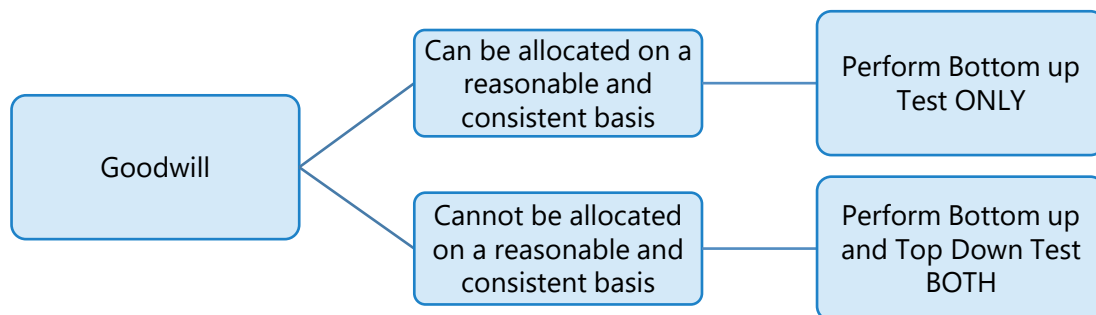 Goodwill
Can be allocated on a
reasonable and
consistent basis
Perform Bottom up
Test ONLY
Cannot be allocated
on a reasonable and
consistent basis
Perform Bottom up
and Top Down Test
BOTH